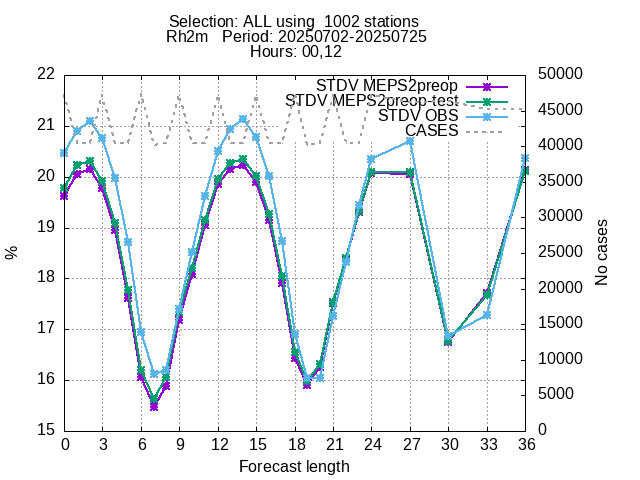 Selection: ALL using  1002 stations
Rh2m   Period: 20250702-20250725
Hours: 00,12
22
21
20
19
18
17
16
15
%
50000
45000
40000
35000
30000
25000
20000
15000
10000
5000
0
No cases
STDV MEPS2preop
STDV MEPS2preop-test
STDV OBS
CASES
0 3 6 9 12 15 18 21 24 27 30 33 36
Forecast length